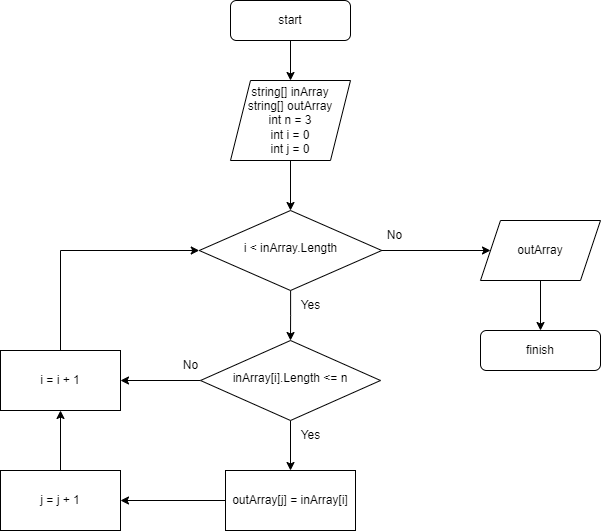 start
string[] inArray
string[] outArray
int n = 3
int i = 0
int j = 0
i < inArray.Length
No
outArray
Yes
finish
inArray[i].Length <= n
No
i = i + 1
Yes
outArray[j] = inArray[i]
j = j + 1